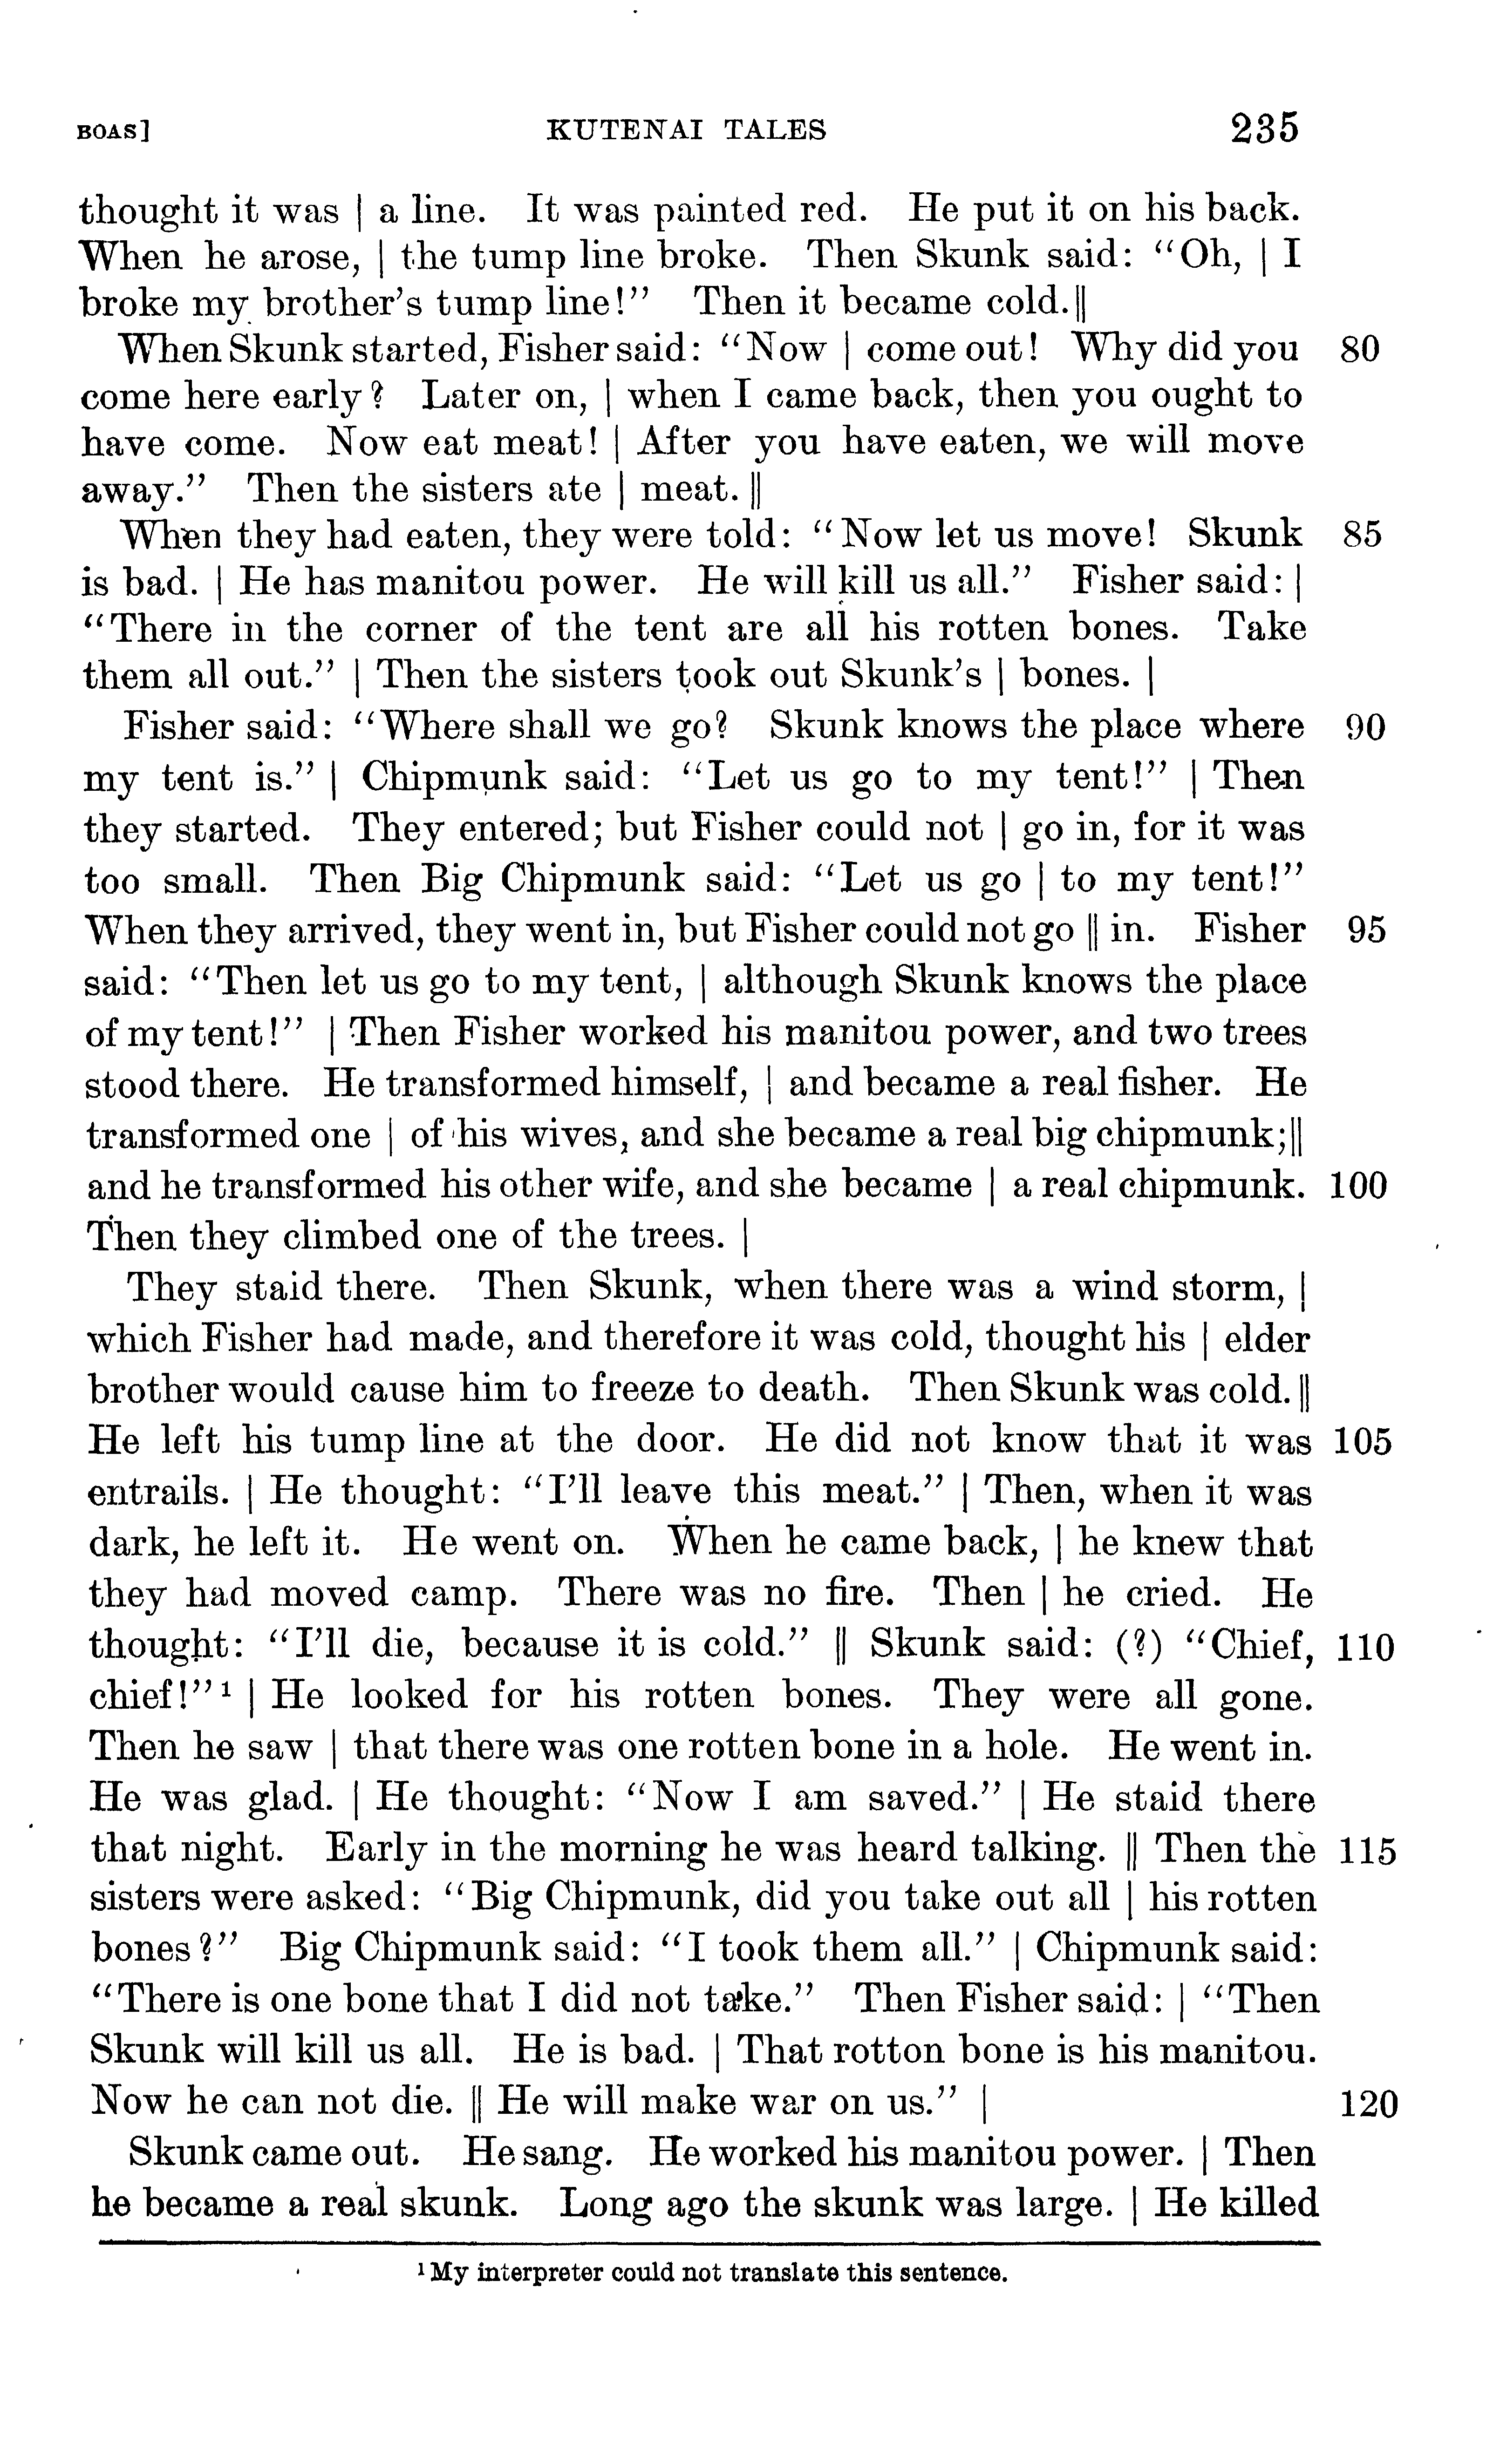 BOAS] KUTENAI TALES 235
thought it was | a line. It was painted red. He put it on his back.
When he arose, | the tump line broke. Then Skunk said: “Oh, | I
broke my brother’s tump line!” Then it became cold. ||
When Skunk started, Fisher said: “Now | come out! Why did you 80
come here early? Later on, | when I came back, then you ought to
have come. Now eat meat! | After you have eaten, we will move
away.” Then the sisters ate | meat. ||
When they had eaten, they were told: “Now let us move! Skunk 85
is bad. | He has manitou power. He will kill us all.” Fisher said: |
“There in the corner of the tent are all his rotten bones. Take
them all out.” | Then the sisters took out Skunk’s | bones. |
Fisher said: “Where shall we go? Skunk knows the place where 90
my tent is.” | Chipmunk said: “Let us go to my tent!” | Then
they started. They entered; but Fisher could not | go in, for it was
too small. Then Big Chipmunk said: “Let us go | to my tent!”
When they arrived, they went in, but Fisher could not go || in. Fisher 95
said: “Then let us go to my tent, | although Skunk knows the place
of my tent!” | Then Fisher worked his manitou power, and two trees
stood there. He transformed himself, | and became a real fisher. He
transformed one | of his wives, and she became a real big chipmunk; ||
and he transformed his other wife, and she became | a real chipmunk. 100
Then they climbed one of the trees. |
They staid there. Then Skunk, when there was a wind storm, |
which Fisher had made, and therefore it was cold, thought his | elder
brother would cause him to freeze to death. Then Skunk was cold. ||
He left his tump line at the door. He did not know that it was 105
entrails. | He thought: “I’ll leave this meat.” | Then, when it was
dark, he left it. He went on. When he came back, | he knew that
they had moved camp. There was no fire. Then | he cried. He
thought: “I’ll die, because it is cold.” || Skunk said: (?) “Chief, 110
chief!” ¹ | He looked for his rotten bones. They were all gone.
Then he saw | that there was one rotten bone in a hole. He went in.
He was glad. | He thought: “Now I am saved.” | He staid there
that night. Early in the morning he was heard talking. || Then the 115
sisters were asked: “Big Chipmunk, did you take out all | his rotten
bones?” Big Chipmunk said: “I took them all.” | Chipmunk said:
“There is one bone that I did not take.” Then Fisher said: | “Then
Skunk will kill us all. He is bad. | That rotton bone is his manitou.
Now he can not die. || He will make war on us.” | 120
Skunk came out. He sang. He worked his manitou power. | Then
he became a real skunk. Long ago the skunk was large. | He killed
¹ My interpreter could not translate this sentence.